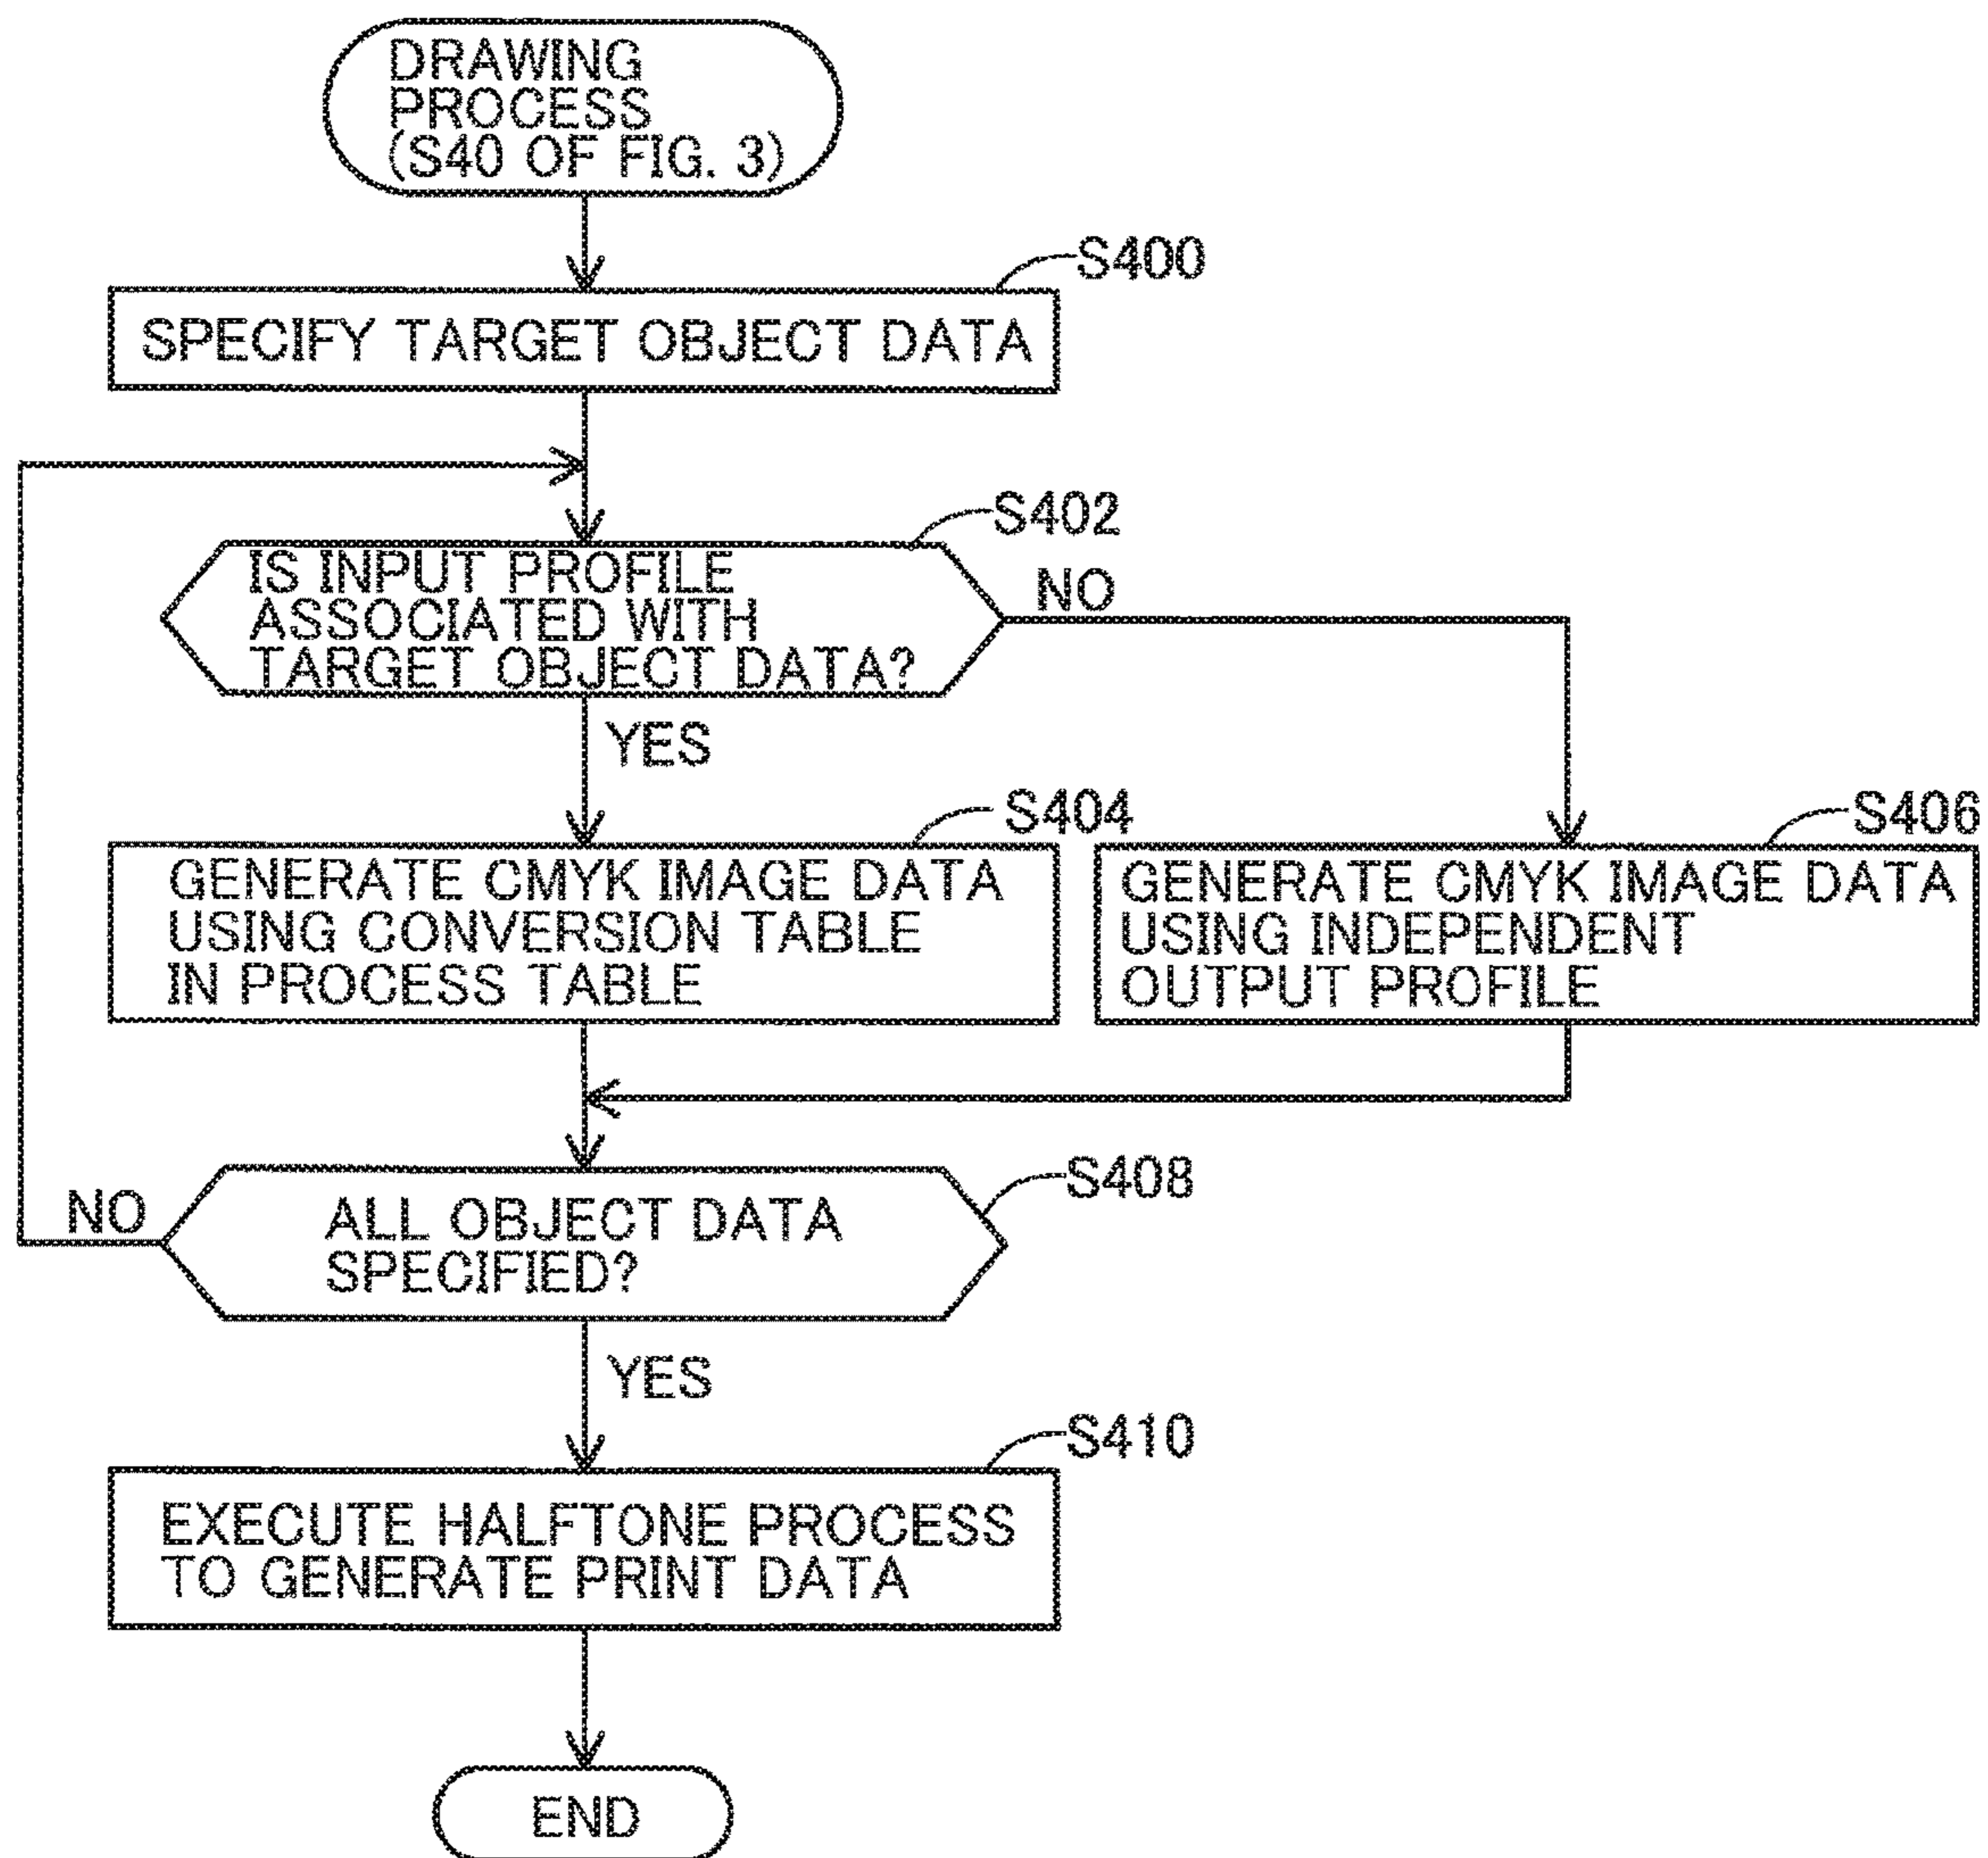 DRAWING
PROCESS
(S40 OF FIG. 3)
S400
SPECIFY TARGET OBJECT DATA
S402
IS INPUT PROFILE
ASSOCIATED WITH
TARGET OBJECT DATA?
NO
YES
S404
GENERATE CMYK IMAGE DATA
USING CONVERSION TABLE
IN PROCESS TABLE
S406
GENERATE CMYK IMAGE DATA
USING INDEPENDENT
OUTPUT PROFILE
S408
NO
ALL OBJECT DATA
SPECIFIED?
YES
S410
EXECUTE HALFTONE PROCESS
TO GENERATE PRINT DATA
END